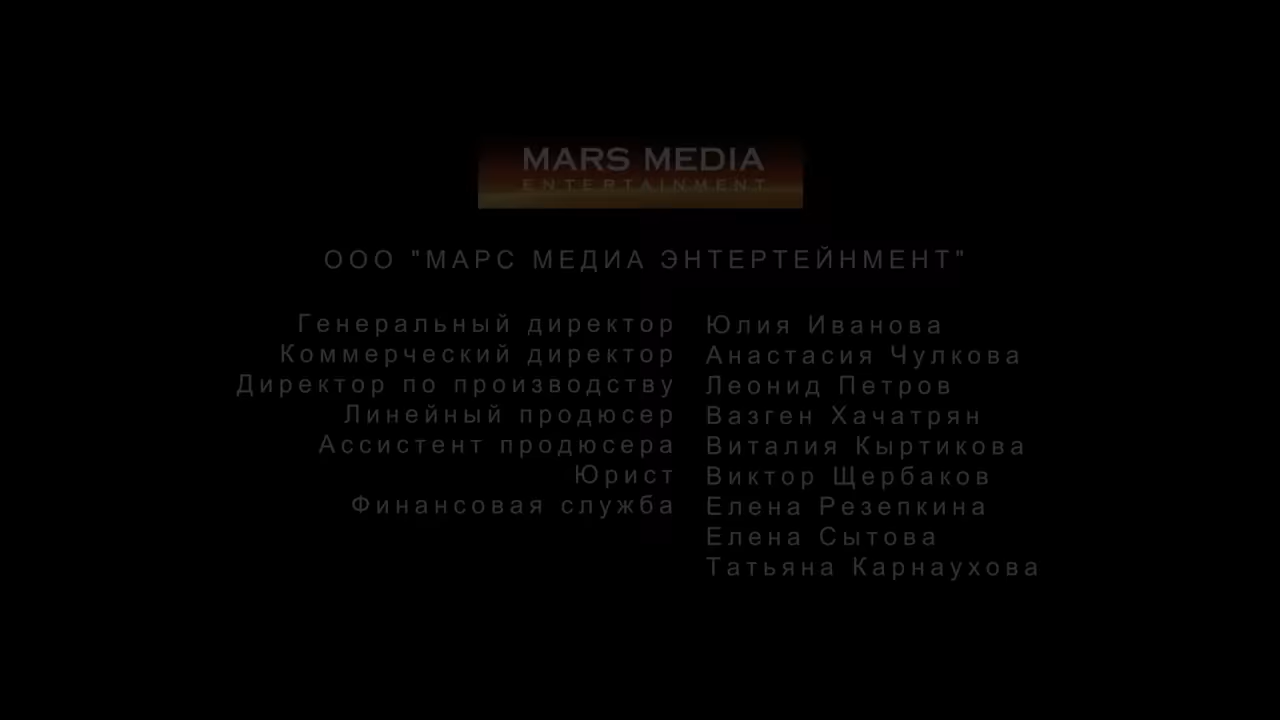 MARS MEDIA
ENTERTAINMENT
ООО "МАРС МЕДИА ЭНТЕРТЕЙНМЕНТ"
Генеральный директор Юлия Иванова
Коммерческий директор Анастасия Чулкова
Директор по производству Леонид Петров
Линейный продюсер Вазген Хачатрян
Ассистент продюсера Виталия Кыртикова
Юрист Виктор Щербаков
Финансовая служба Елена Резепкина
Елена Сытова
Татьяна Карнаухова